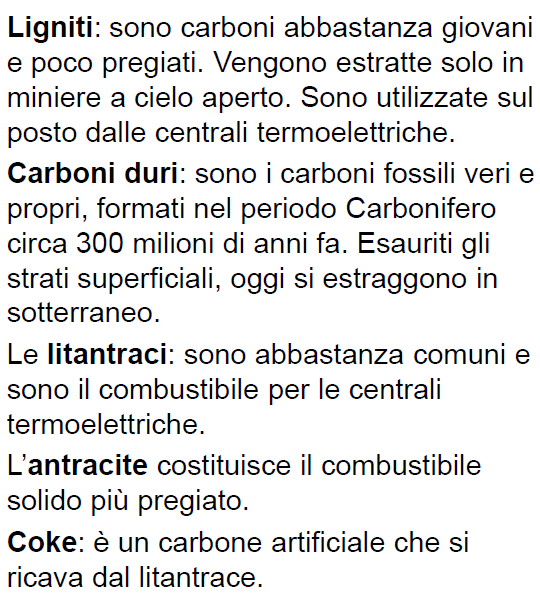 Ligniti: sono carboni abbastanza giovani
e poco pregiati. Vengono estratte solo in
miniere a cielo aperto. Sono utilizzate sul
posto dalle centrali termoelettriche.
Carboni duri: sono i carboni fossili veri e
propri, formati nel periodo Carbonifero
circa 300 milioni di anni fa. Esauriti gli
strati superficiali, oggi si estraggono in
sotterraneo.
Le litantraci: sono abbastanza comuni e
sono il combustibile per le centrali
termoelettriche.
L’antracite costituisce il combustibile
solido più pregiato.
Coke: è un carbone artificiale che si
ricava dal litantrace.